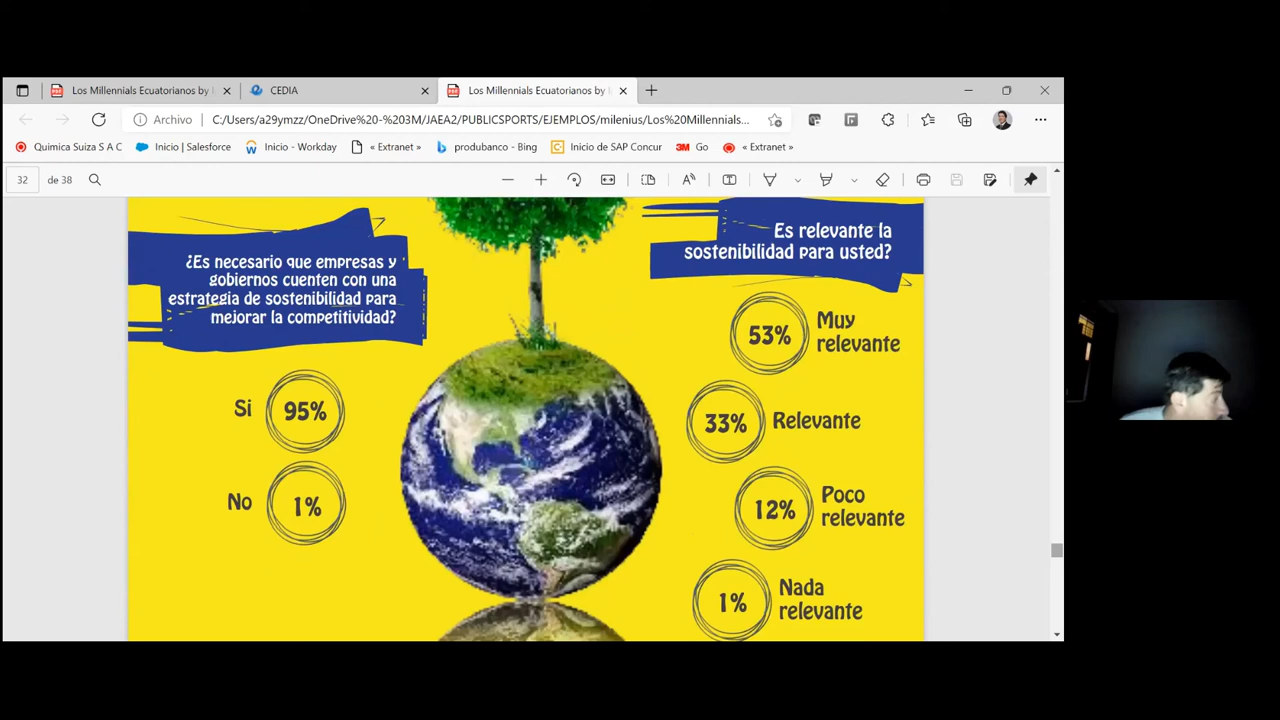 Los Millennials Ecuatorianos by
CEDIA
Los Millennials Ecuatorianos by
Archivo
C:/Users/a29ymzz/OneDrive%20-%203M/JAEA2/PUBLICSPORTS/EJEMPLOS/milenius/Los%20Millennials...
Quimica Suiza S A C
Inicio | Salesforce
Inicio - Workday
« Extranet »
produbanco - Bing
Inicio de SAP Concur
3M Go
« Extranet »
32 de 38
¿Es necesario que empresas y
gobiernos cuenten con una
estrategia de sostenibilidad para
mejorar la competitividad?
Si 95%
No 1%
Es relevante la
sostenibilidad para usted?
53% Muy
relevante
33% Relevante
12% Poco
relevante
1% Nada
relevante